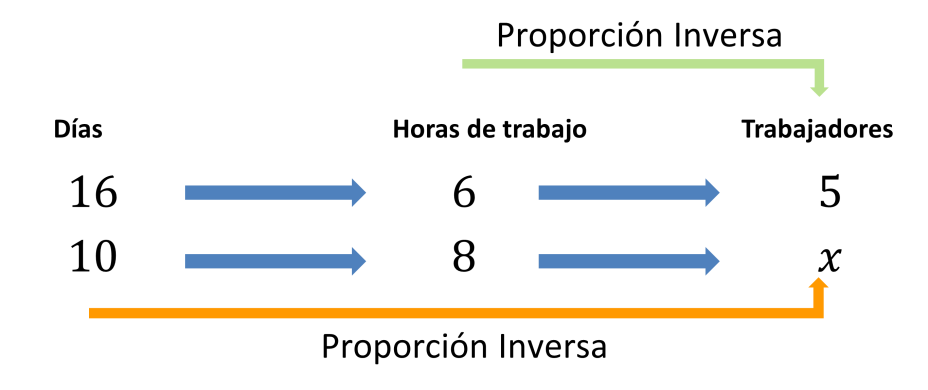 Proporción Inversa
Días Horas de trabajo Trabajadores
16 6 5
10 8 x
Proporción Inversa